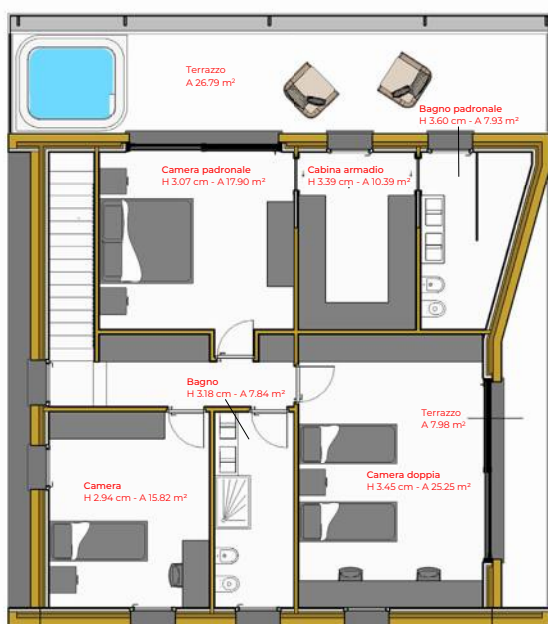 Terrazzo
A 26.79 m²
Bagno padronale
H 3.60 cm - A 7.93 m²
Camera padronale
H 3.07 cm - A 17.90 m²
Cabina armadio
H 3.39 cm - A 10.39 m²
Bagno
H 3.18 cm - A 7.84 m²
Terrazzo
A 7.98 m²
Camera
H 2.94 cm - A 15.82 m²
Camera doppia
H 3.45 cm - A 25.25 m²